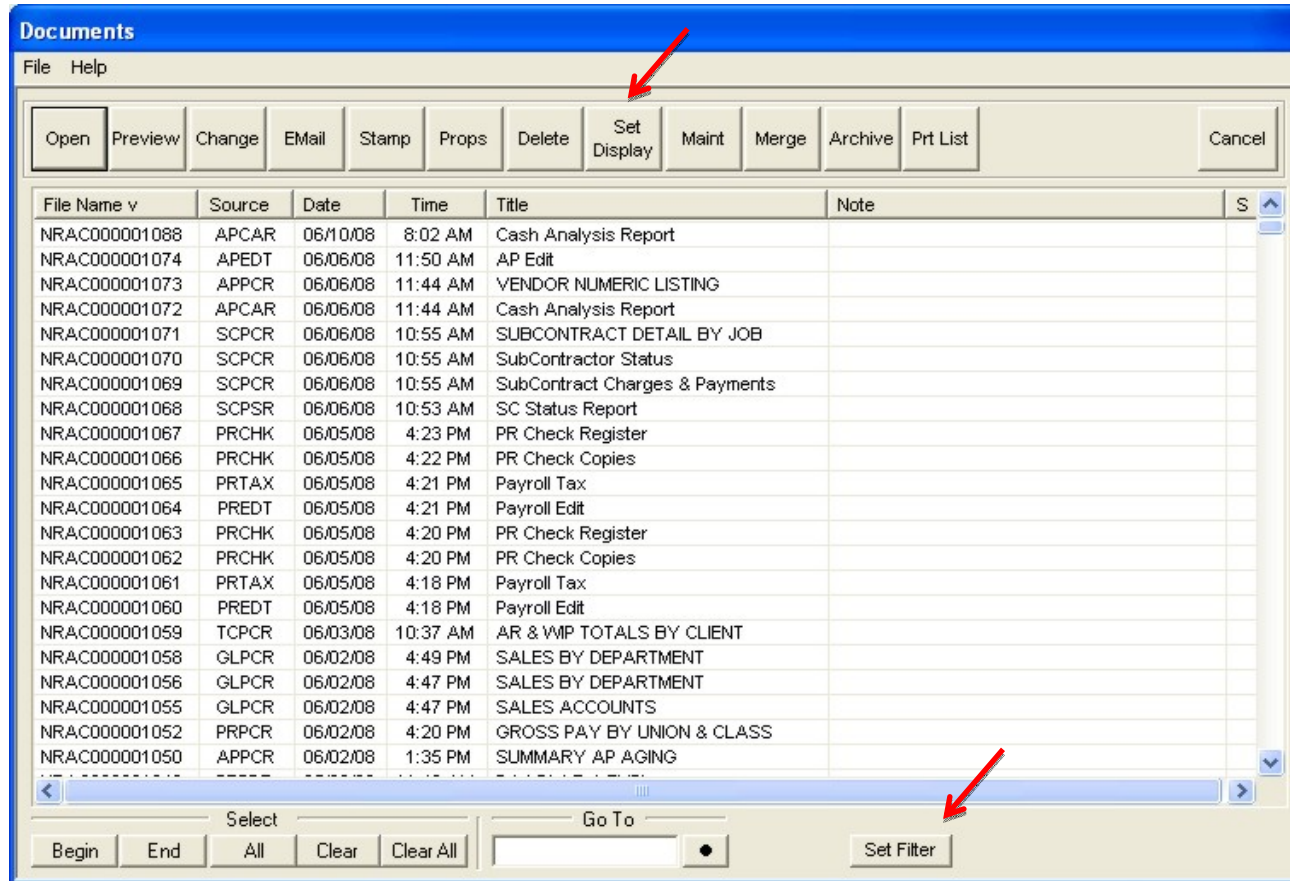 Documents
File Help
Open Preview Change EMail Stamp Props Delete Set Display Maint Merge Archive Prt List Cancel
File Name v Source Date Time Title Note S
NRAC000001088 APCAR 06/10/08 8:02 AM Cash Analysis Report
NRAC000001074 APEDT 06/06/08 11:50 AM AP Edit
NRAC000001073 APPCR 06/06/08 11:44 AM VENDOR NUMERIC LISTING
NRAC000001072 APCAR 06/06/08 11:44 AM Cash Analysis Report
NRAC000001071 SCPCR 06/06/08 10:55 AM SUBCONTRACT DETAIL BY JOB
NRAC000001070 SCPCR 06/06/08 10:55 AM SubContractor Status
NRAC000001069 SCPCR 06/06/08 10:55 AM SubContract Charges & Payments
NRAC000001068 SCPSR 06/06/08 10:53 AM SC Status Report
NRAC000001067 PRCHK 06/05/08 4:23 PM PR Check Register
NRAC000001066 PRCHK 06/05/08 4:22 PM PR Check Copies
NRAC000001065 PRTAX 06/05/08 4:21 PM Payroll Tax
NRAC000001064 PREDT 06/05/08 4:21 PM Payroll Edit
NRAC000001063 PRCHK 06/05/08 4:20 PM PR Check Register
NRAC000001062 PRCHK 06/05/08 4:20 PM PR Check Copies
NRAC000001061 PRTAX 06/05/08 4:18 PM Payroll Tax
NRAC000001060 PREDT 06/05/08 4:18 PM Payroll Edit
NRAC000001059 TCPCR 06/03/08 10:37 AM AR & WIP TOTALS BY CLIENT
NRAC000001058 GLPCR 06/02/08 4:49 PM SALES BY DEPARTMENT
NRAC000001056 GLPCR 06/02/08 4:47 PM SALES BY DEPARTMENT
NRAC000001055 GLPCR 06/02/08 4:47 PM SALES ACCOUNTS
NRAC000001052 PRPCR 06/02/08 4:20 PM GROSS PAY BY UNION & CLASS
NRAC000001050 APPCR 06/02/08 1:35 PM SUMMARY AP AGING
Select Go To
Begin End All Clear Clear All Set Filter